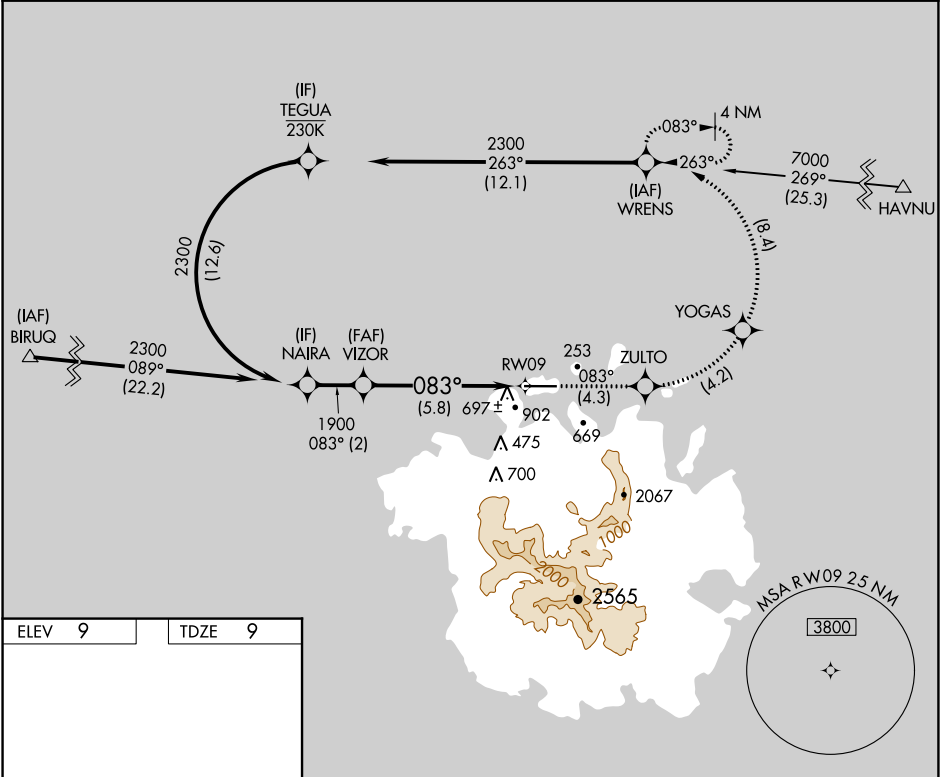 (IF)
TEGUA
230K
2300
263°
(12.1)
083°
4 NM
263°
(IAF)
WRENS
7000
269°
(25.3)
HAVNU
2300
(12.6)
(8.4)
(IAF)
BIRUQ
2300
089°
(22.2)
(IF)
NAIRA
(FAF)
VIZOR
1900
083° (2)
083°
(5.8)
RW09
253
083°
(4.3)
ZULTO
YOGAS
(4.2)
697 ±
902
669
475
700
2067
1000
2000
2565
MSA RW09 25 NM
3800
ELEV 9
TDZE 9